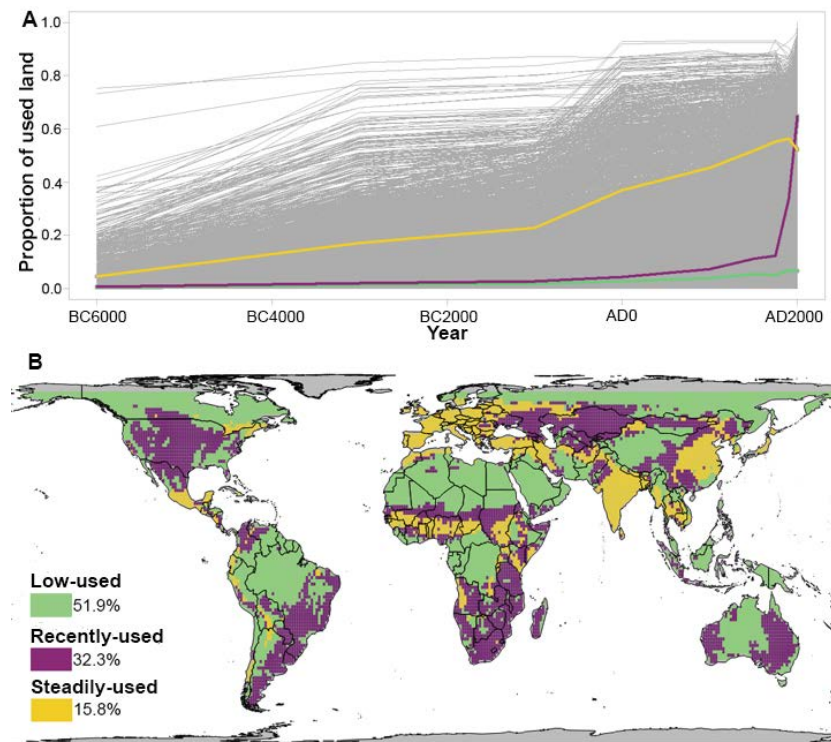 A
Proportion of used land
1.0
0.8
0.6
0.4
0.2
0.0
BC6000
BC4000
BC2000
AD0
AD2000
Year
B
Low-used
51.9%
Recently-used
32.3%
Steadily-used
15.8%